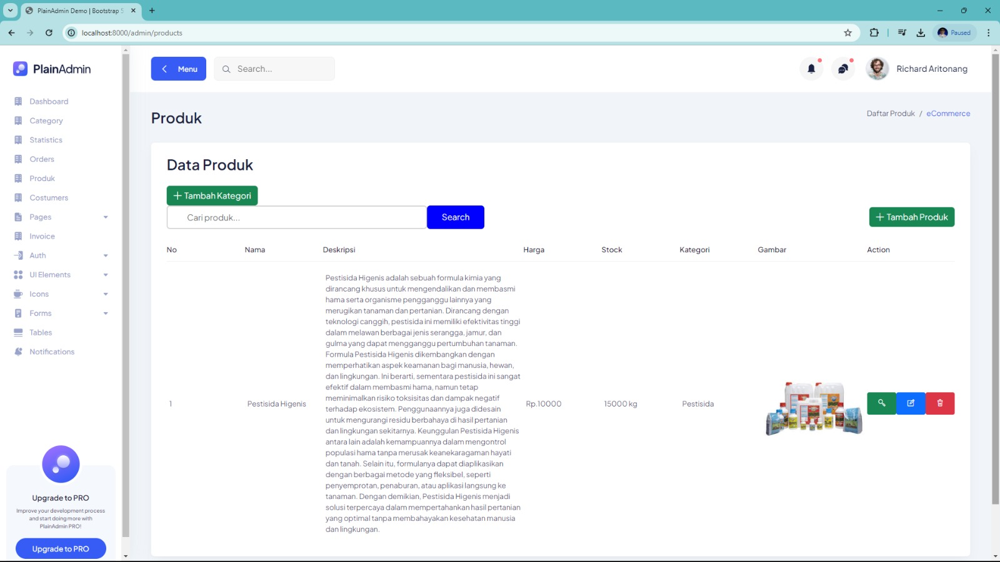 PlainAdmin Demo | Bootstrap 5
localhost:8000/admin/products
Paused
PlainAdmin
Menu
Search...
Richard Aritonang
Dashboard
Category
Statistics
Orders
Produk
Costumers
Pages
Invoice
Auth
UI Elements
Icons
Forms
Tables
Notifications
Upgrade to PRO
Improve your development process
and start doing more with
PlainAdmin PRO!
Upgrade to PRO
Produk
Daftar Produk / eCommerce
Data Produk
+ Tambah Kategori
Cari produk...
Search
+ Tambah Produk
No Nama Deskripsi Harga Stock Kategori Gambar Action
1
Pestisida Higenis
Pestisida Higenis adalah sebuah formula kimia yang
dirancang khusus untuk mengendalikan dan membasmi
hama serta organisme pengganggu lainnya yang
merugikan tanaman dan pertanian. Dirancang dengan
teknologi canggih, pestisida ini memiliki efektivitas tinggi
dalam melawan berbagai jenis serangga, jamur, dan
gulma yang dapat mengganggu pertumbuhan tanaman.
Formula Pestisida Higenis dikembangkan dengan
memperhatikan aspek keamanan bagi manusia, hewan,
dan lingkungan. Ini berarti, sementara pestisida ini sangat
efektif dalam membasmi hama, namun tetap
meminimalkan risiko toksisitas dan dampak negatif
terhadap ekosistem. Penggunaannya juga didesain
untuk mengurangi residu berbahaya di hasil pertanian
dan lingkungan sekitarnya. Keunggulan Pestisida Higenis
antara lain adalah kemampuannya dalam mengontrol
populasi hama tanpa merusak keanekaragaman hayati
dan tanah. Selain itu, formulanya dapat diaplikasikan
dengan berbagai metode yang fleksibel, seperti
penyemprotan, penaburan, atau aplikasi langsung ke
tanaman. Dengan demikian, Pestisida Higenis menjadi
solusi terpercaya dalam mempertahankan hasil pertanian
yang optimal tanpa membahayakan kesehatan manusia
dan lingkungan.
Rp.10000
15000 kg
Pestisida